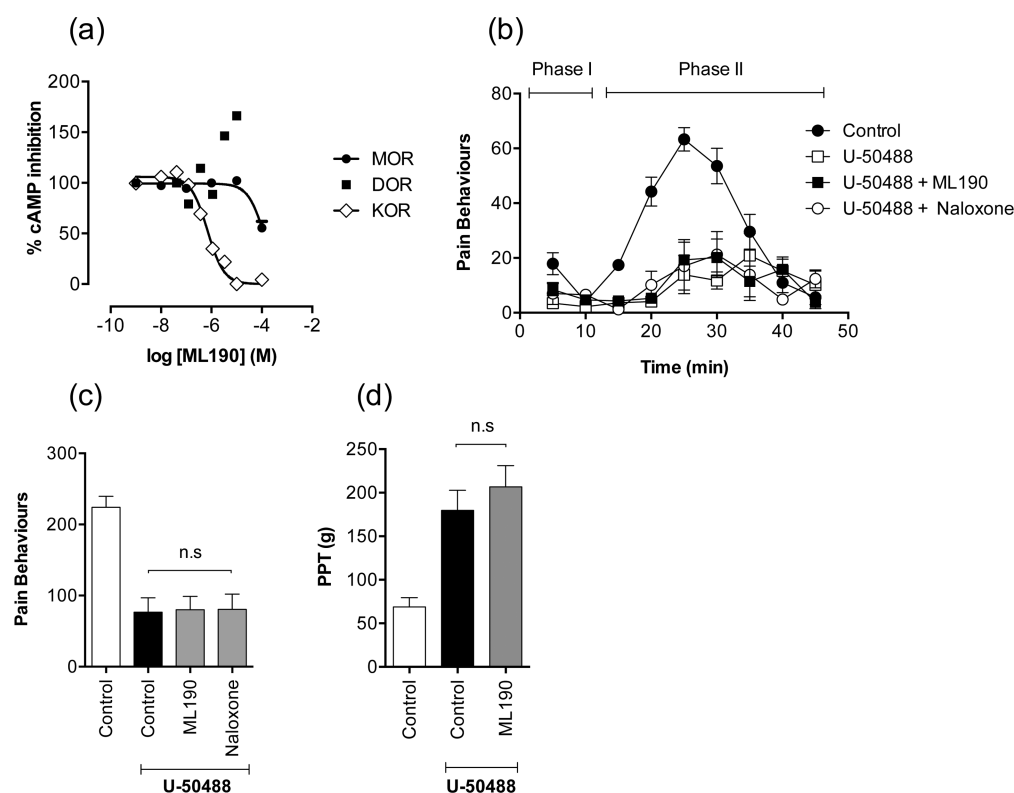 (a)
% cAMP inhibition
200
150
100
50
0
-10 -8 -6 -4 -2
log [ML190] (M)
MOR
DOR
KOR
(b)
Phase I Phase II
Pain Behaviours
80
60
40
20
0
0 10 20 30 40 50
Time (min)
Control
U-50488
U-50488 + ML190
U-50488 + Naloxone
(c)
Pain Behaviours
300
200
100
0
n.s
Control
Control
ML190
Naloxone
U-50488
(d)
PPT (g)
250
200
150
100
50
0
n.s
Control
Control
ML190
U-50488